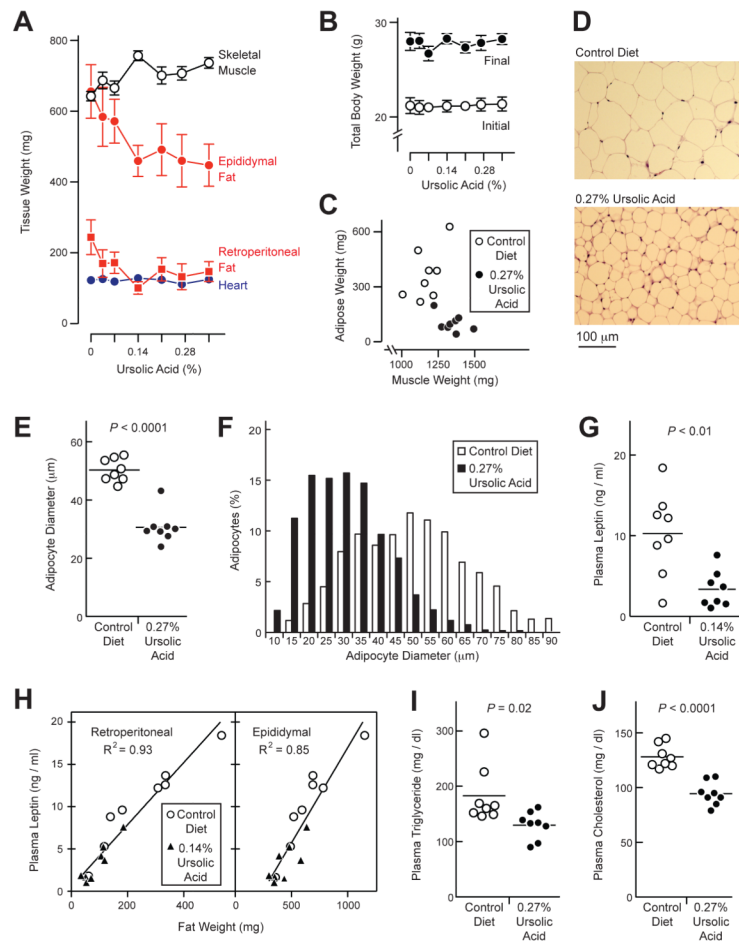 A
Tissue Weight (mg)
800
600
400
200
0
Skeletal
Muscle
Epididymal
Fat
Retroperitoneal
Fat
Heart
0 0.14 0.28
Ursolic Acid (%)
B
Total Body Weight (g)
30
20
Final
Initial
0 0.14 0.28
Ursolic Acid (%)
C
Adipose Weight (mg)
600
300
0
Control
Diet
0.27%
Ursolic
Acid
1000 1250 1500
Muscle Weight (mg)
D
Control Diet
0.27% Ursolic Acid
100 µm
E
P < 0.0001
Adipocyte Diameter (µm)
60
40
20
0
Control
Diet
0.27%
Ursolic
Acid
F
Adipocytes (%)
20
15
10
5
0
Control Diet
0.27%
Ursolic Acid
10 15 20 25 30 35 40 45 50 55 60 65 70 75 80 85 90
Adipocyte Diameter (µm)
G
P < 0.01
Plasma Leptin (ng / ml)
20
10
0
Control
Diet
0.14%
Ursolic
Acid
H
Plasma Leptin (ng / ml)
20
15
10
5
0
Retroperitoneal
R² = 0.93
Control
Diet
0.14%
Ursolic
Acid
Epididymal
R² = 0.85
0 200 400 0 500 1000
Fat Weight (mg)
I
P = 0.02
Plasma Triglyceride (mg / dl)
300
200
100
0
Control
Diet
0.27%
Ursolic
Acid
J
P < 0.0001
Plasma Cholesterol (mg / dl)
150
100
50
0
Control
Diet
0.27%
Ursolic
Acid